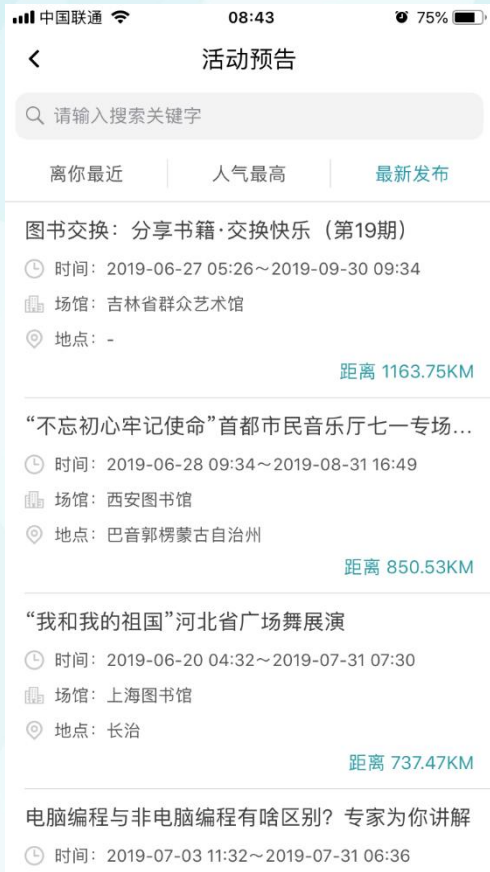 中国联通 08:43 75%
活动预告
请输入搜索关键字
离你最近 人气最高 最新发布
图书交换：分享书籍·交换快乐（第19期）
时间：2019-06-27 05:26～2019-09-30 09:34
场馆：吉林省群众艺术馆
地点：-
距离 1163.75KM
“不忘初心牢记使命”首都市民音乐厅七一专场...
时间：2019-06-28 09:34～2019-08-31 16:49
场馆：西安图书馆
地点：巴音郭楞蒙古自治州
距离 850.53KM
“我和我的祖国”河北省广场舞展演
时间：2019-06-20 04:32～2019-07-31 07:30
场馆：上海图书馆
地点：长治
距离 737.47KM
电脑编程与非电脑编程有啥区别？专家为你讲解
时间：2019-07-03 11:32～2019-07-31 06:36